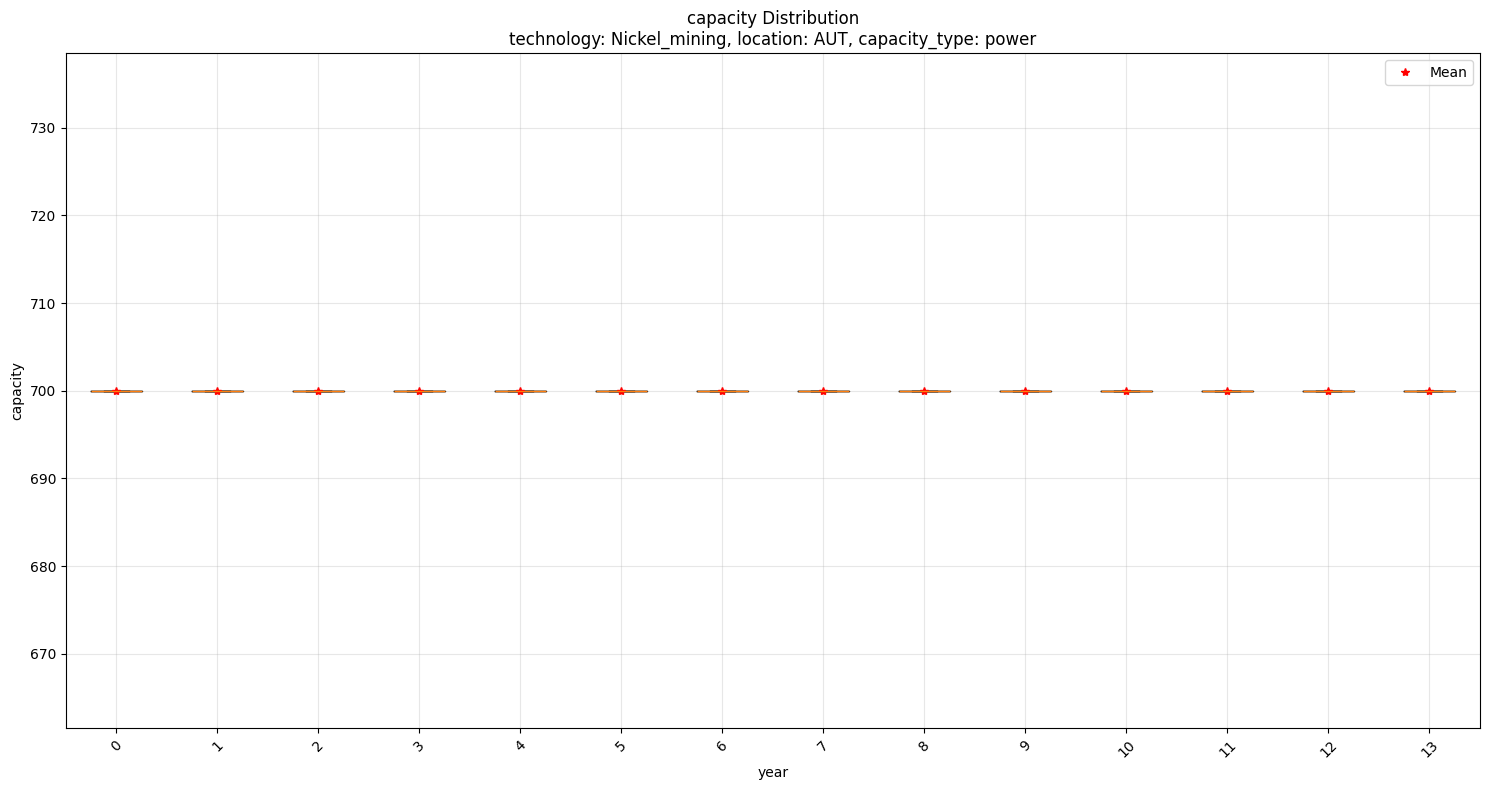 capacity Distribution
technology: Nickel_mining, location: AUT, capacity_type: power
Mean
730
720
710
700
690
680
670
capacity
0 1 2 3 4 5 6 7 8 9 10 11 12 13
year